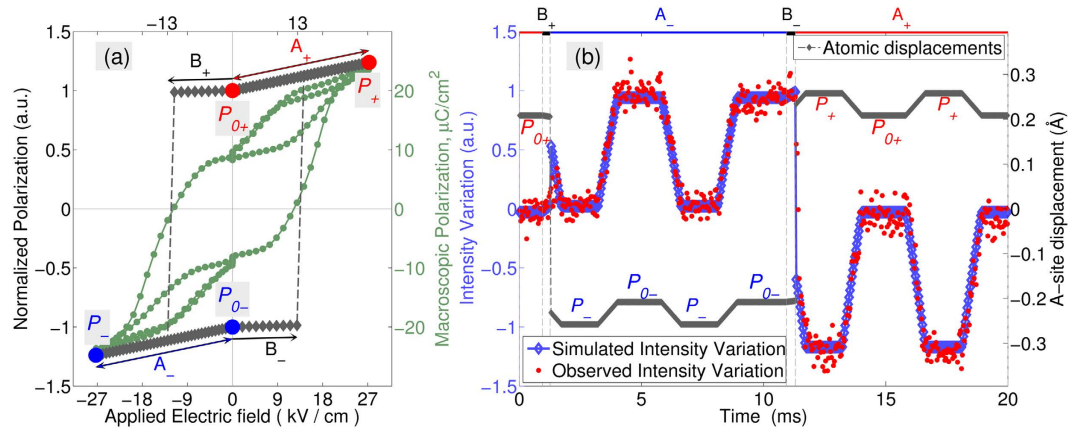 −13 13
(a)
1.5
1
0.5
0
−0.5
−1
−1.5
Normalized Polarization (a.u.)
B+
A+
P0+
P+
P−
P0−
A−
B−
20
10
0
−10
−20
Macroscopic Polarization, μC/cm²
−27 −18 −9 0 9 18 27
Applied Electric field ( kV / cm )
B+ A− B− A+
(b)
Atomic displacements
1.5
1
0.5
0
−0.5
−1
−1.5
Intensity Variation (a.u.)
P0+
P+ P0+ P+
P− P0− P− P0−
0.3
0.2
0.1
0
−0.1
−0.2
−0.3
A−site displacement (Å)
Simulated Intensity Variation
Observed Intensity Variation
0 5 10 15 20
Time (ms)